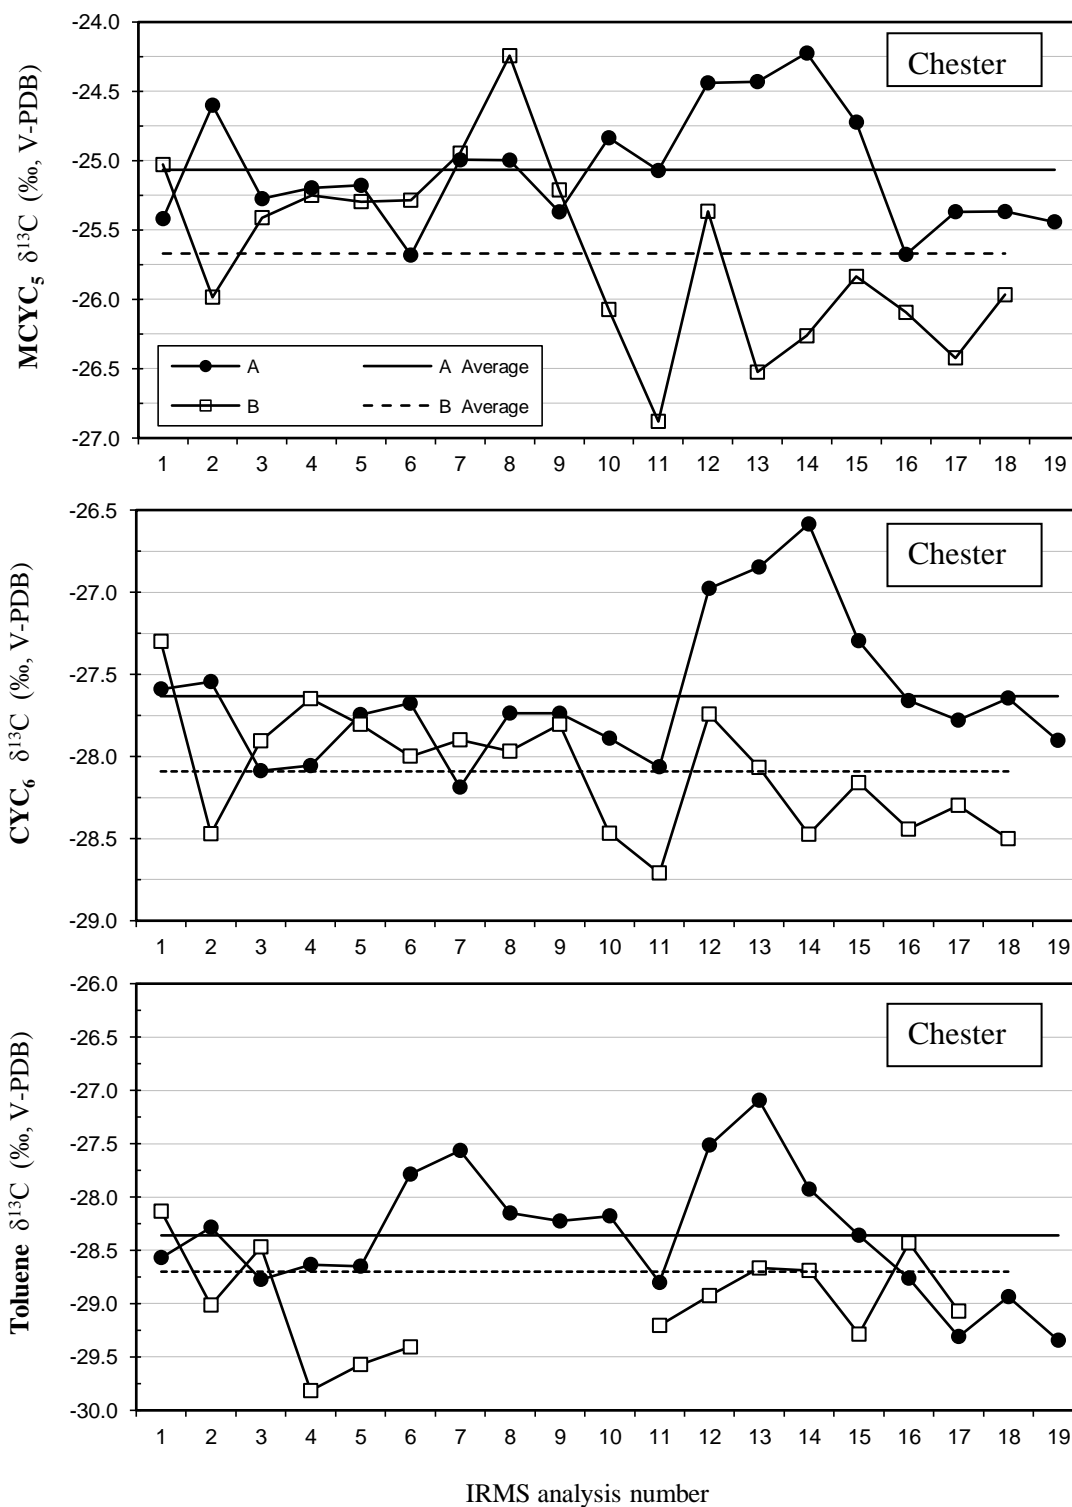 MCYC5 δ13C (‰, V-PDB)
-24.0
-24.5
-25.0
-25.5
-26.0
-26.5
-27.0
Chester
A
A Average
B
B Average
1 2 3 4 5 6 7 8 9 10 11 12 13 14 15 16 17 18 19
CYC6 δ13C (‰, V-PDB)
-26.5
-27.0
-27.5
-28.0
-28.5
-29.0
Chester
1 2 3 4 5 6 7 8 9 10 11 12 13 14 15 16 17 18 19
Toluene δ13C (‰, V-PDB)
-26.0
-26.5
-27.0
-27.5
-28.0
-28.5
-29.0
-29.5
-30.0
Chester
1 2 3 4 5 6 7 8 9 10 11 12 13 14 15 16 17 18 19
IRMS analysis number